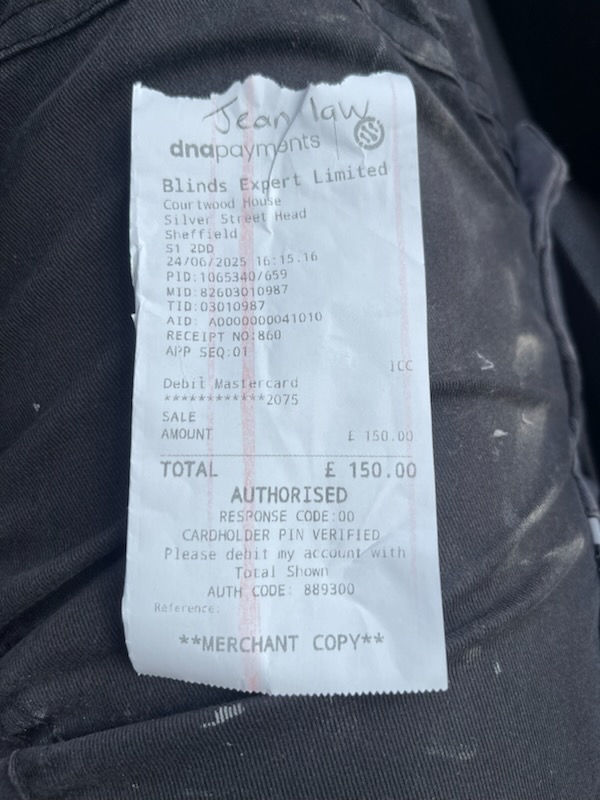 Jean law
dnapayments
Blinds Expert Limited
Courtwood House
Silver Street Head
Sheffield
S1 2DD
24/06/2025 16:15.16
PID:1065340/659
MID:82603010987
TID:03010987
AID: A0000000041010
RECEIPT NO:860
APP SEQ:01
ICC
Debit Mastercard
************2075
SALE
AMOUNT £ 150.00
TOTAL £ 150.00
AUTHORISED
RESPONSE CODE:00
CARDHOLDER PIN VERIFIED
Please debit my account with
Total Shown
AUTH CODE: 889300
Reference:
**MERCHANT COPY**